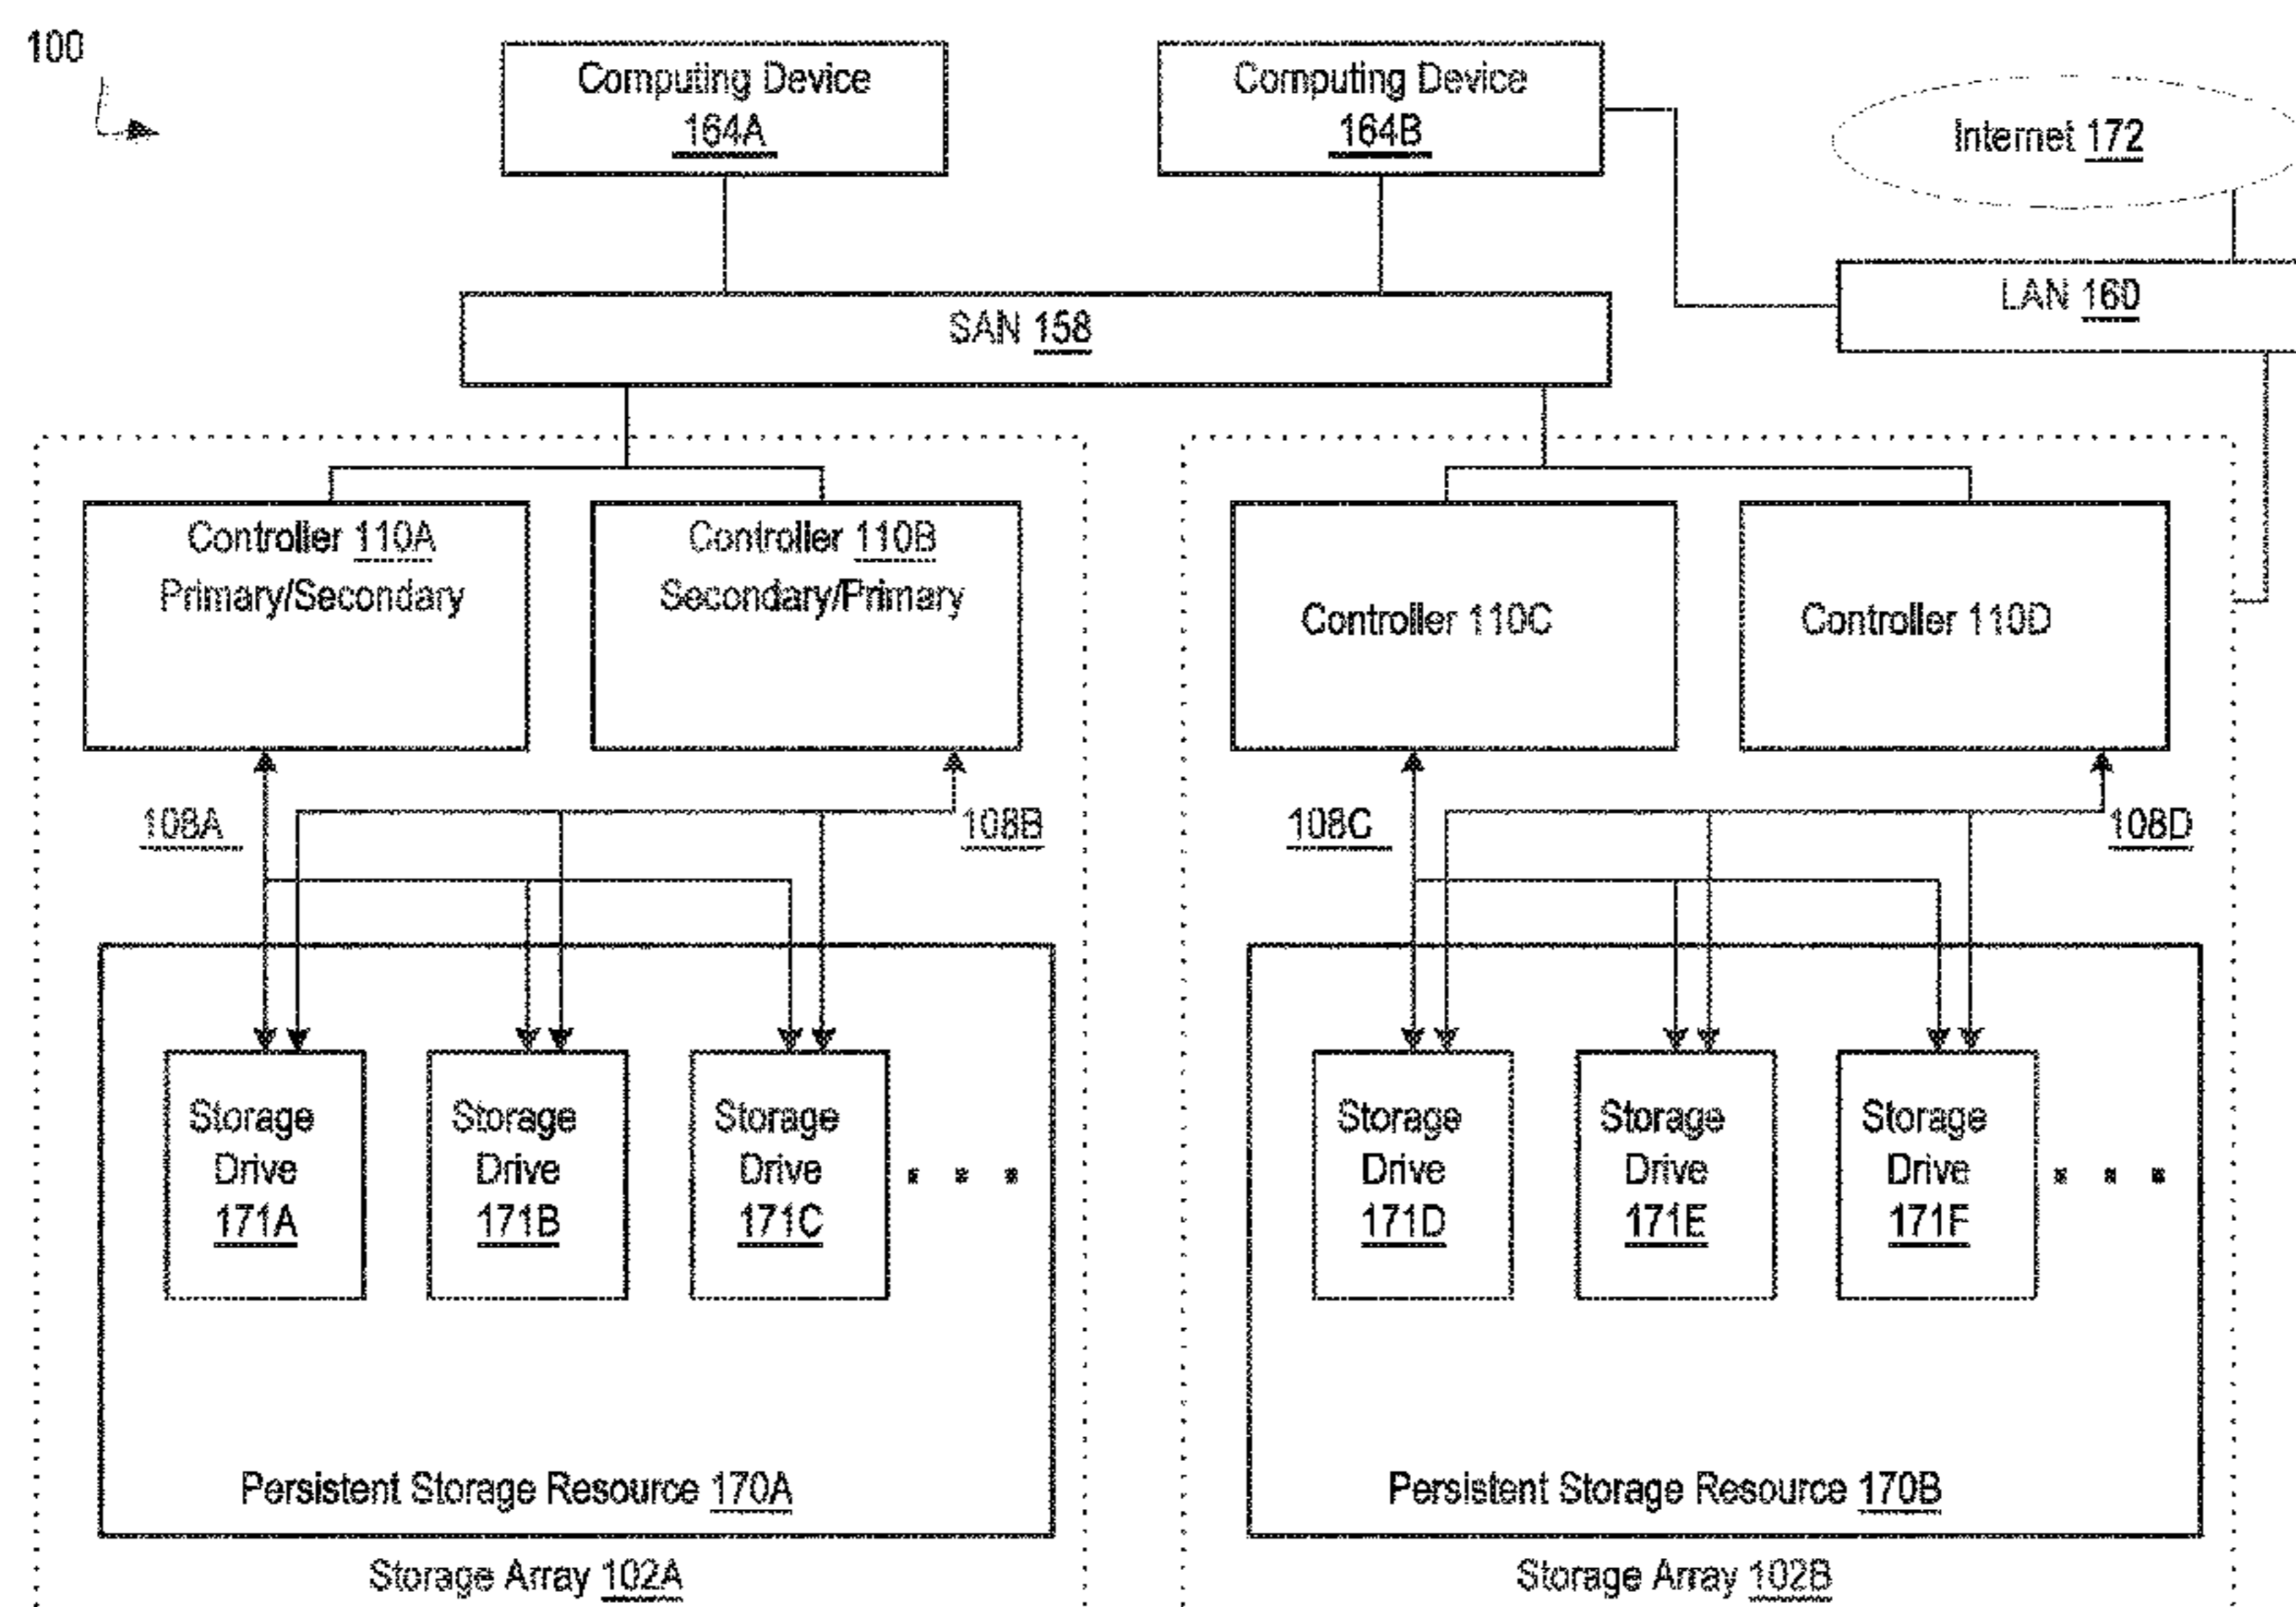 100
Computing Device
164A
Computing Device
164B
Internet 172
LAN 160
SAN 158
Controller 110A
Primary/Secondary
Controller 110B
Secondary/Primary
Controller 110C
Controller 110D
108A
108B
108C
108D
Storage
Drive
171A
Storage
Drive
171B
Storage
Drive
171C
Storage
Drive
171D
Storage
Drive
171E
Storage
Drive
171F
Persistent Storage Resource 170A
Persistent Storage Resource 170B
Storage Array 102A
Storage Array 102B